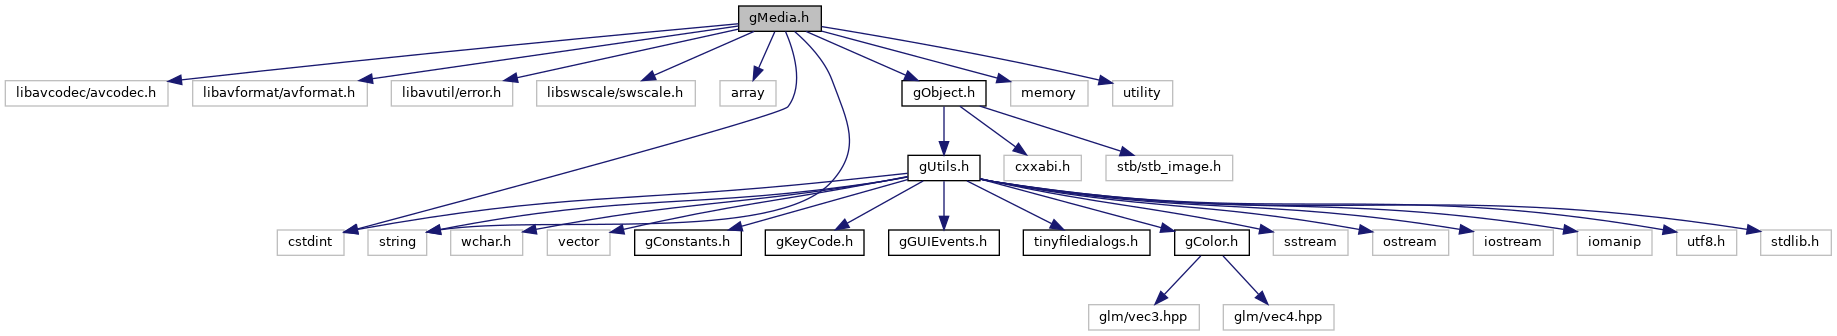 gMedia.h
libavcodec/avcodec.h
libavformat/avformat.h
libavutil/error.h
libswscale/swscale.h
array
gObject.h
memory
utility
gUtils.h
cxxabi.h
stb/stb_image.h
cstdint
string
wchar.h
vector
gConstants.h
gKeyCode.h
gGUIEvents.h
tinyfiledialogs.h
gColor.h
sstream
ostream
iostream
iomanip
utf8.h
stdlib.h
glm/vec3.hpp
glm/vec4.hpp